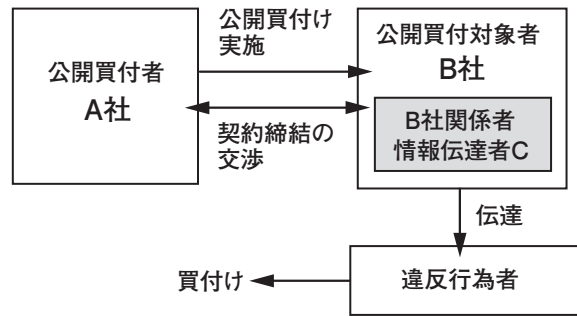 公開買付者
A社
公開買付け
実施
契約締結の
交渉
公開買付対象者
B社
B社関係者
情報伝達者C
伝達
買付け
違反行為者